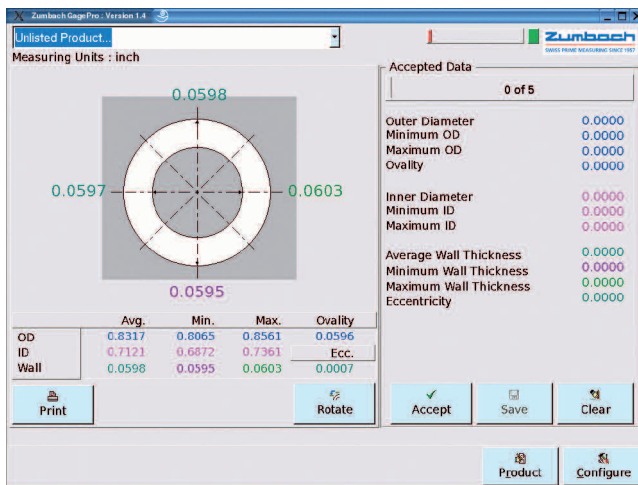 Zumbach GagePro : Version 1.4
Unlisted Product...
Zumbach
SWISS PRIME MEASURING SINCE 1957
Measuring Units : inch
0.0598
0.0597
0.0603
0.0595
Avg. Min. Max. Ovality
OD 0.8317 0.8065 0.8561 0.0596
ID 0.7121 0.6872 0.7361 Ecc.
Wall 0.0598 0.0595 0.0603 0.0007
Print
Rotate
Accepted Data
0 of 5
Outer Diameter 0.0000
Minimum OD 0.0000
Maximum OD 0.0000
Ovality 0.0000
Inner Diameter 0.0000
Minimum ID 0.0000
Maximum ID 0.0000
Average Wall Thickness 0.0000
Minimum Wall Thickness 0.0000
Maximum Wall Thickness 0.0000
Eccentricity 0.0000
Accept
Save
Clear
Product
Configure